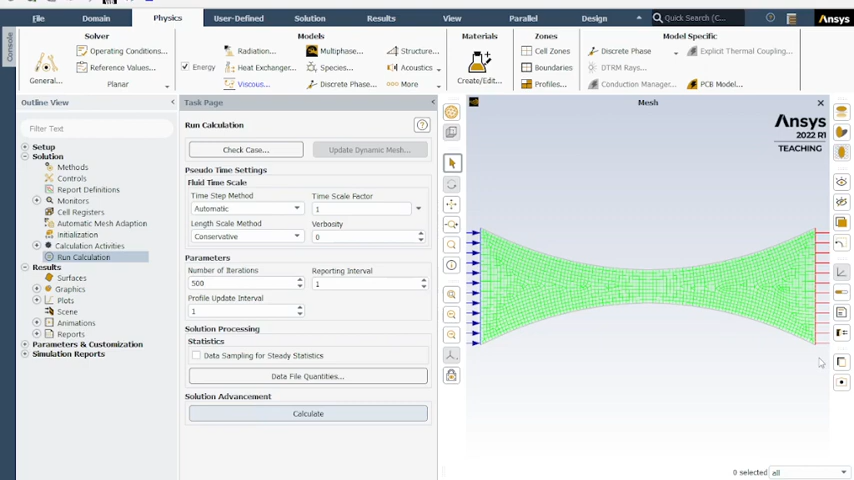 File Domain Physics User-Defined Solution Results View Parallel Design Quick Search (C... Ansys
Console
Solver Models Materials Zones Model Specific
General...
Operating Conditions...
Reference Values...
Planar
Energy
Radiation...
Heat Exchanger...
Viscous...
Multiphase...
Species...
Discrete Phase...
Structure...
Acoustics
More
Create/Edit...
Cell Zones
Boundaries
Profiles...
Discrete Phase
DTRM Rays...
Conduction Manager...
Explicit Thermal Coupling...
PCB Model...
Outline View
Filter Text
Setup
Solution
Methods
Controls
Report Definitions
Monitors
Cell Registers
Automatic Mesh Adaption
Initialization
Calculation Activities
Run Calculation
Results
Surfaces
Graphics
Plots
Scene
Animations
Reports
Parameters & Customization
Simulation Reports
Task Page
Run Calculation
Check Case... Update Dynamic Mesh...
Pseudo Time Settings
Fluid Time Scale
Time Step Method Time Scale Factor
Automatic 1
Length Scale Method Verbosity
Conservative 0
Parameters
Number of Iterations Reporting Interval
500 1
Profile Update Interval
1
Solution Processing
Statistics
Data Sampling for Steady Statistics
Data File Quantities...
Solution Advancement
Calculate
Mesh
Ansys
2022 R1
TEACHING
0 selected all